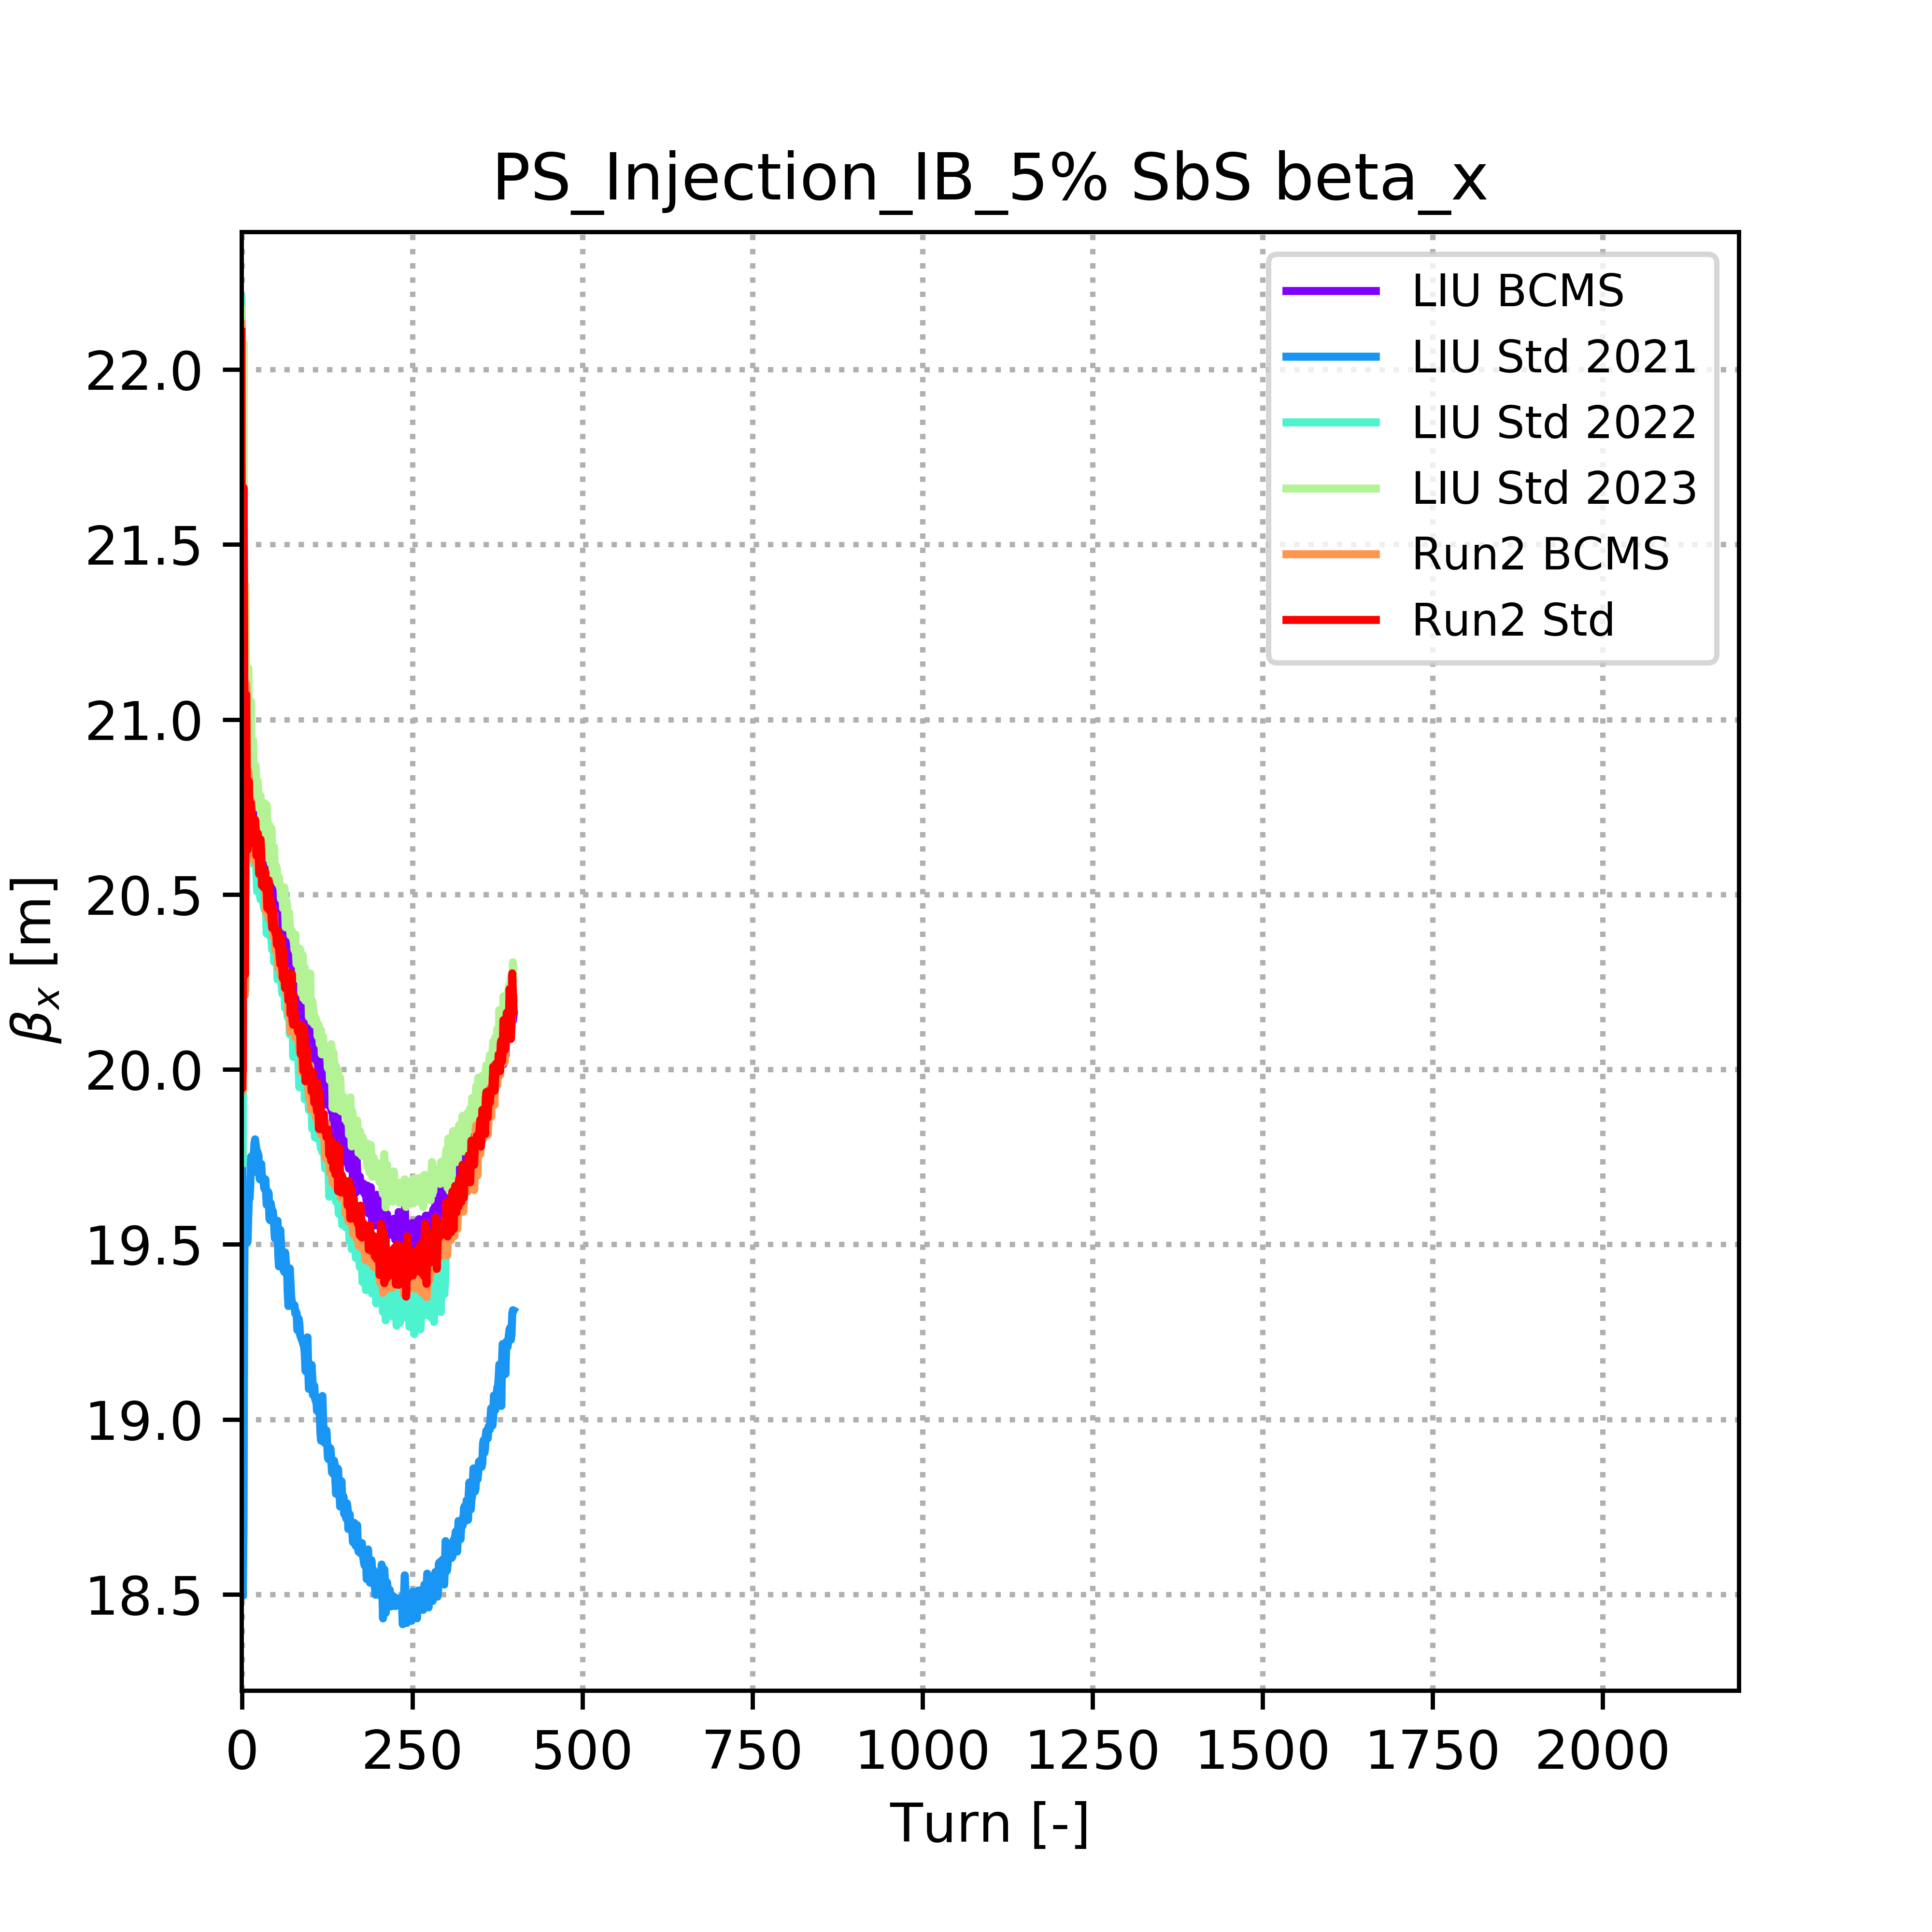 PS_Injection_IB_5% SbS beta_x
LIU BCMS
LIU Std 2021
LIU Std 2022
LIU Std 2023
Run2 BCMS
Run2 Std
22.0
21.5
21.0
20.5
20.0
19.5
19.0
18.5
βx [m]
0 250 500 750 1000 1250 1500 1750 2000
Turn [-]